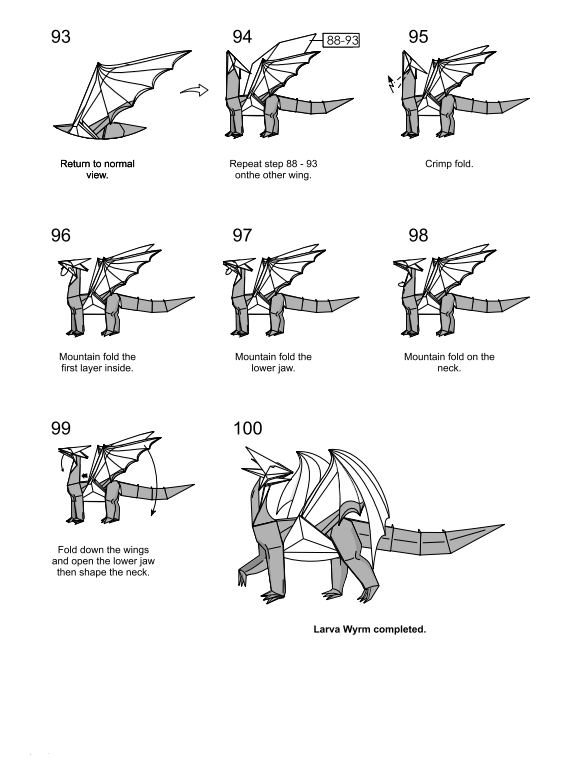 93
94
88-93
95
Return to normal
view.
Repeat step 88 - 93
onthe other wing.
Crimp fold.
96
97
98
Mountain fold the
first layer inside.
Mountain fold the
lower jaw.
Mountain fold on the
neck.
99
100
Fold down the wings
and open the lower jaw
then shape the neck.
Larva Wyrm completed.